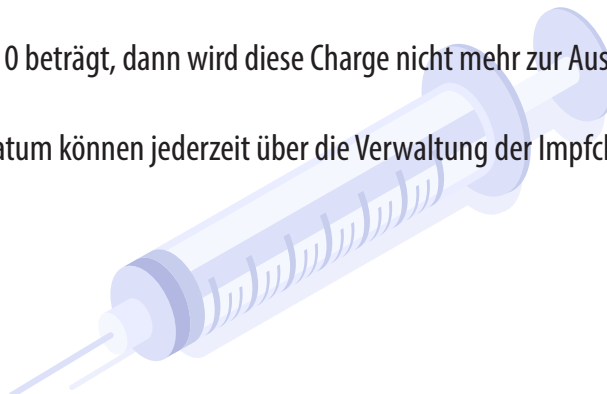 0 beträgt, dann wird diese Charge nicht mehr zur Aus
atum können jederzeit über die Verwaltung der Impfch